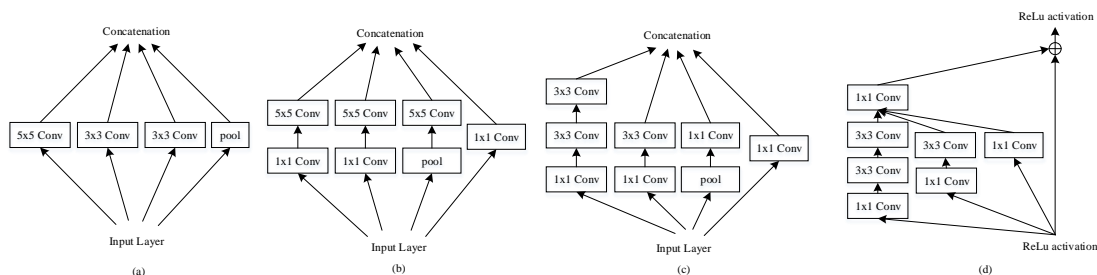 Concatenation
5x5 Conv
3x3 Conv
3x3 Conv
pool
Input Layer
(a)
Concatenation
5x5 Conv
5x5 Conv
5x5 Conv
1x1 Conv
1x1 Conv
1x1 Conv
pool
Input Layer
(b)
Concatenation
3x3 Conv
3x3 Conv
3x3 Conv
1x1 Conv
1x1 Conv
1x1 Conv
1x1 Conv
pool
Input Layer
(c)
ReLu activation
1x1 Conv
3x3 Conv
3x3 Conv
1x1 Conv
3x3 Conv
1x1 Conv
1x1 Conv
ReLu activation
(d)